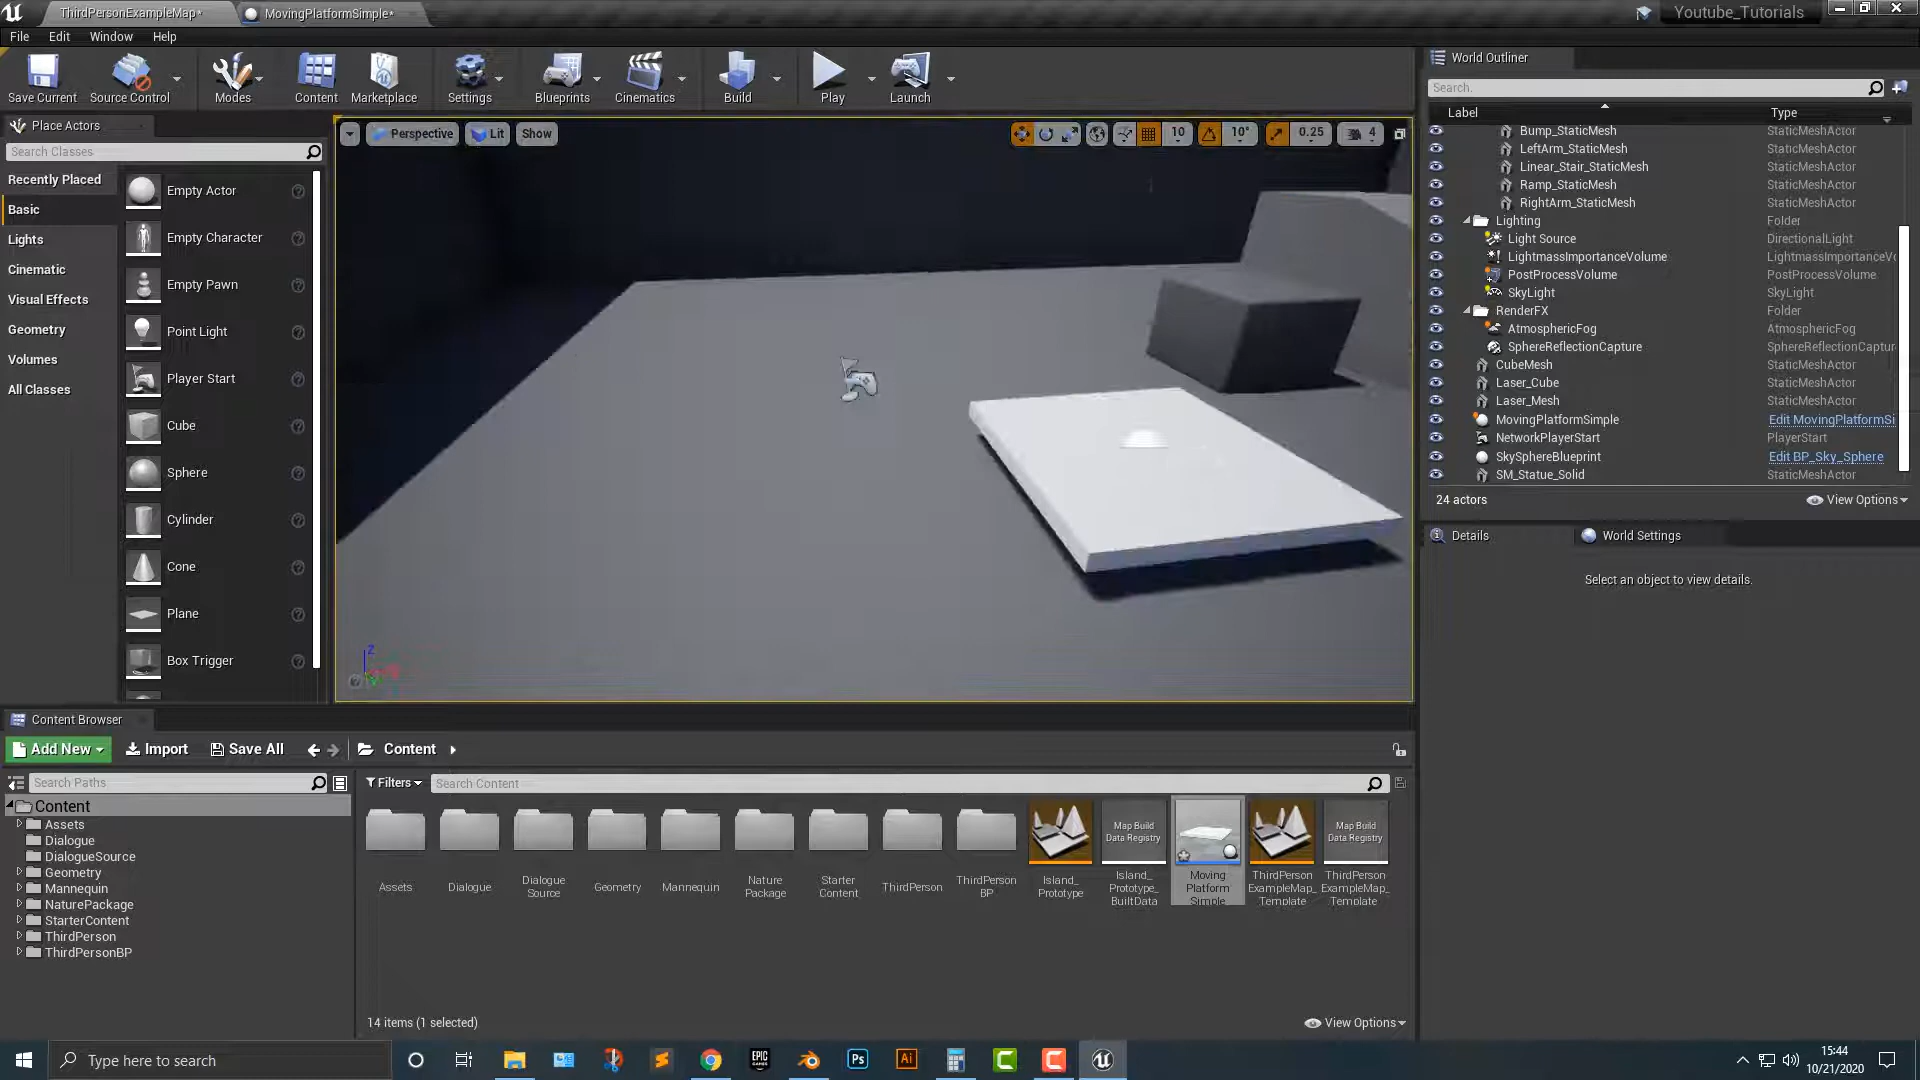 ThirdPersonExampleMap*
MovingPlatformSimple*
Youtube_Tutorials
File Edit Window Help
Save Current
Source Control
Modes
Content
Marketplace
Settings
Blueprints
Cinematics
Build
Play
Launch
Place Actors
Search Classes
Recently Placed
Basic
Lights
Cinematic
Visual Effects
Geometry
Volumes
All Classes
Empty Actor
Empty Character
Empty Pawn
Point Light
Player Start
Cube
Sphere
Cylinder
Cone
Plane
Box Trigger
Perspective
Lit
Show
10
10°
0.25
4
Z
World Outliner
Search.
Label Type
Bump_StaticMesh StaticMeshActor
LeftArm_StaticMesh StaticMeshActor
Linear_Stair_StaticMesh StaticMeshActor
Ramp_StaticMesh StaticMeshActor
RightArm_StaticMesh StaticMeshActor
Lighting Folder
Light Source DirectionalLight
LightmassImportanceVolume LightmassImportanceVo
PostProcessVolume PostProcessVolume
SkyLight SkyLight
RenderFX Folder
AtmosphericFog AtmosphericFog
SphereReflectionCapture SphereReflectionCaptur
CubeMesh StaticMeshActor
Laser_Cube StaticMeshActor
Laser_Mesh StaticMeshActor
MovingPlatformSimple Edit MovingPlatformSi
NetworkPlayerStart PlayerStart
SkySphereBlueprint Edit BP_Sky_Sphere
SM_Statue_Solid StaticMeshActor
24 actors
View Options
Details
World Settings
Select an object to view details.
Content Browser
Add New
Import
Save All
Content
Search Paths
Filters
Search Content
Content
Assets
Dialogue
DialogueSource
Geometry
Mannequin
NaturePackage
StarterContent
ThirdPerson
ThirdPersonBP
Assets
Dialogue
Dialogue
Source
Geometry
Mannequin
Nature
Package
Starter
Content
ThirdPerson
ThirdPerson
BP
Island_
Prototype
Map Build
Data Registry
Island_
Prototype_
BuiltData
Moving
Platform
Simple
ThirdPerson
ExampleMap_
Template
Map Build
Data Registry
ThirdPerson
ExampleMap_
Template
14 items (1 selected)
View Options
Type here to search
EPIC
GAMES
Ps
Ai
15:44
10/21/2020